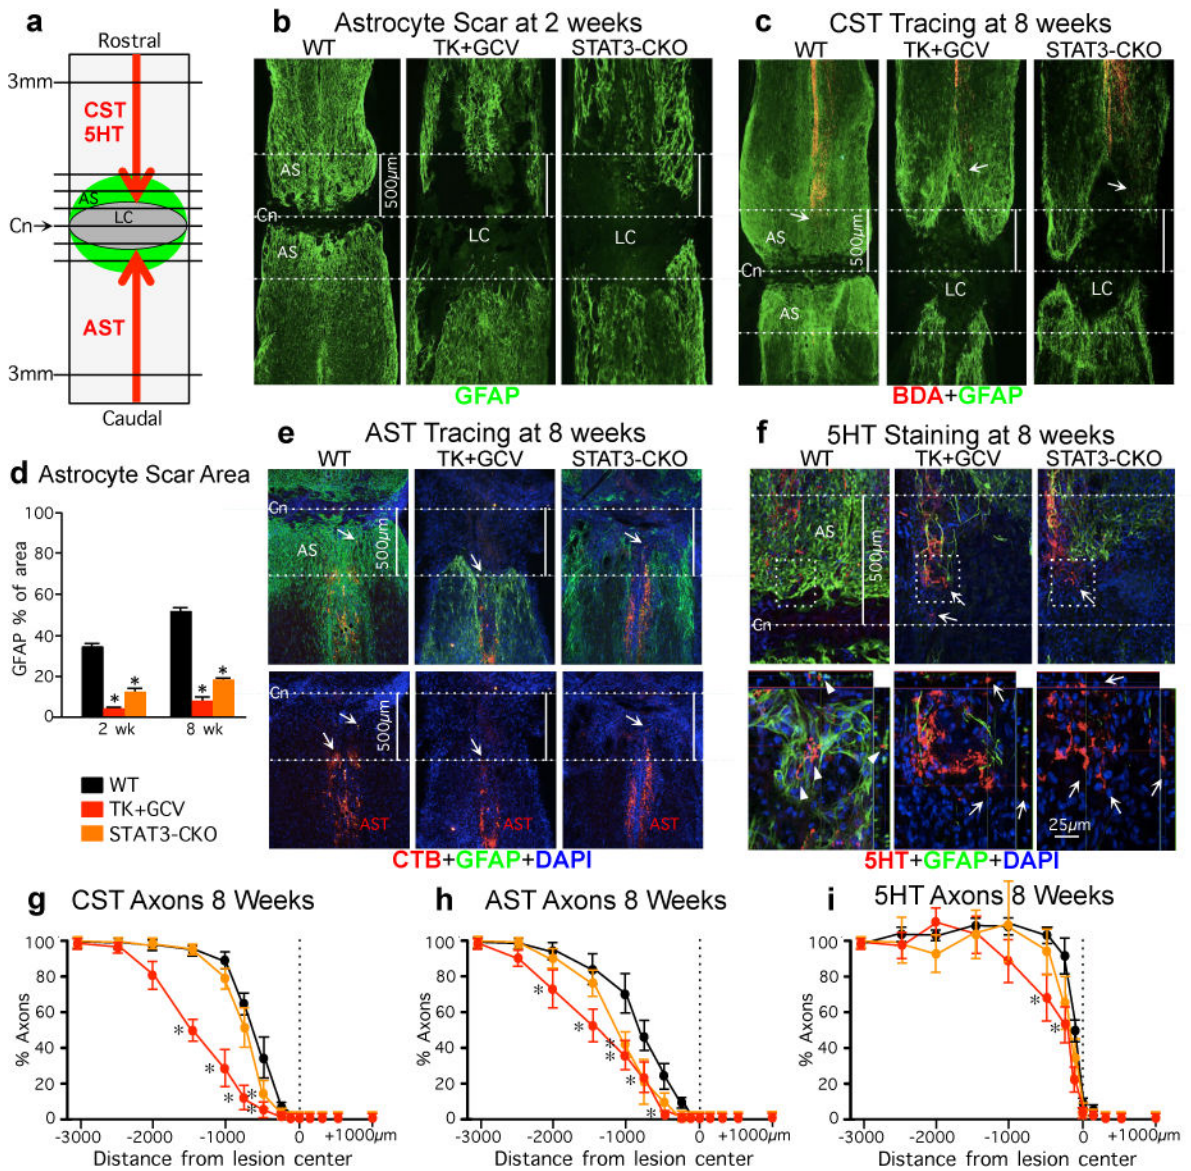 a
Rostral
3mm
CST
5HT
AS
LC
Cn
AST
3mm
Caudal
b Astrocyte Scar at 2 weeks
WT TK+GCV STAT3-CKO
AS
500µm
Cn
LC LC
AS
GFAP
c CST Tracing at 8 weeks
WT TK+GCV STAT3-CKO
AS
500µm
Cn
LC LC
AS
BDA+GFAP
d Astrocyte Scar Area
100
80
60
40
20
0
GFAP % of area
* * * *
2 wk 8 wk
WT
TK+GCV
STAT3-CKO
e AST Tracing at 8 weeks
WT TK+GCV STAT3-CKO
Cn
AS
500µm
Cn
500µm
AST AST AST
CTB+GFAP+DAPI
f 5HT Staining at 8 weeks
WT TK+GCV STAT3-CKO
AS
500µm
Cn
25µm
5HT+GFAP+DAPI
g CST Axons 8 Weeks
100
80
60
40
20
0
% Axons
* * * * *
-3000 -2000 -1000 0 +1000µm
Distance from lesion center
h AST Axons 8 Weeks
100
80
60
40
20
0
% Axons
* * * * * *
-3000 -2000 -1000 0 +1000µm
Distance from lesion center
i 5HT Axons 8 Weeks
100
80
60
40
20
0
% Axons
* *
-3000 -2000 -1000 0 +1000µm
Distance from lesion center